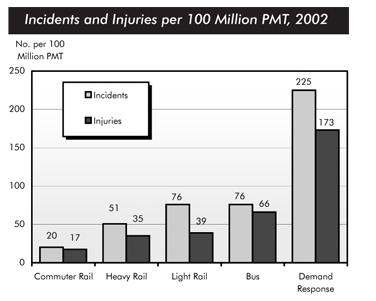 Incidents and Injuries per 100 Million PMT, 2002
No. per 100
Million PMT
250
200
150
100
50
0
Incidents
Injuries
20 17
51 35
76 39
76 66
225 173
Commuter Rail Heavy Rail Light Rail Bus Demand
Response